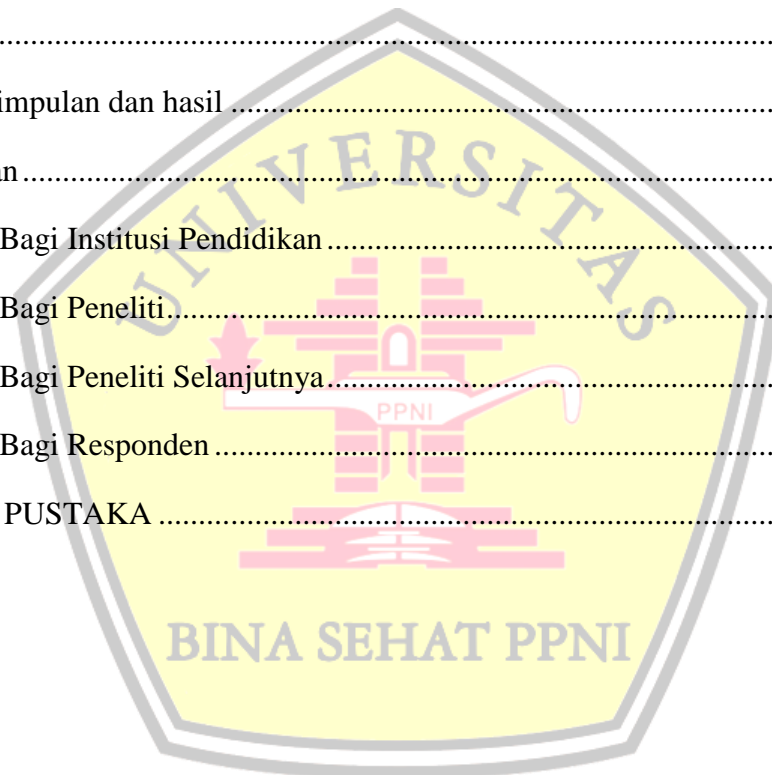 ...........................................................................................................
impulan dan hasil ....................................................................
an ...............................................................................................
Bagi Institusi Pendidikan ........................................................
Bagi Peneliti............................................................................
Bagi Peneliti Selanjutnya........................................................
Bagi Responden ......................................................................
PUSTAKA .............................................................................
UNIVERSITAS
PPNI
BINA SEHAT PPNI